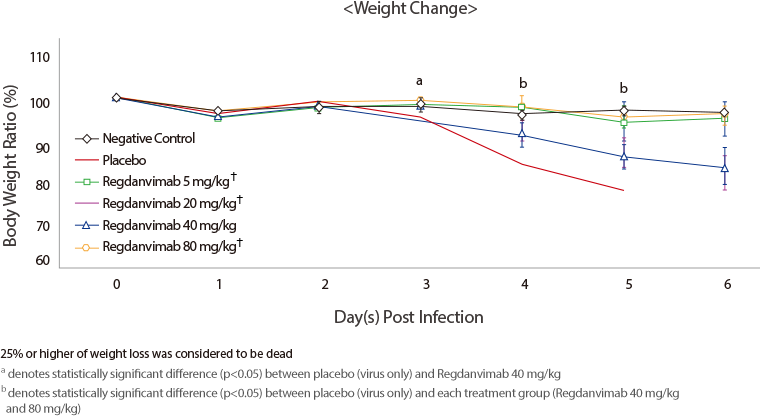 <Weight Change>
110
100
90
80
70
60
Body Weight Ratio (%)
a
b
b
Negative Control
Placebo
Regdanvimab 5 mg/kg†
Regdanvimab 20 mg/kg†
Regdanvimab 40 mg/kg
Regdanvimab 80 mg/kg†
0 1 2 3 4 5 6
Day(s) Post Infection
25% or higher of weight loss was considered to be dead
a denotes statistically significant difference (p<0.05) between placebo (virus only) and Regdanvimab 40 mg/kg
b denotes statistically significant difference (p<0.05) between placebo (virus only) and each treatment group (Regdanvimab 40 mg/kg
and 80 mg/kg)